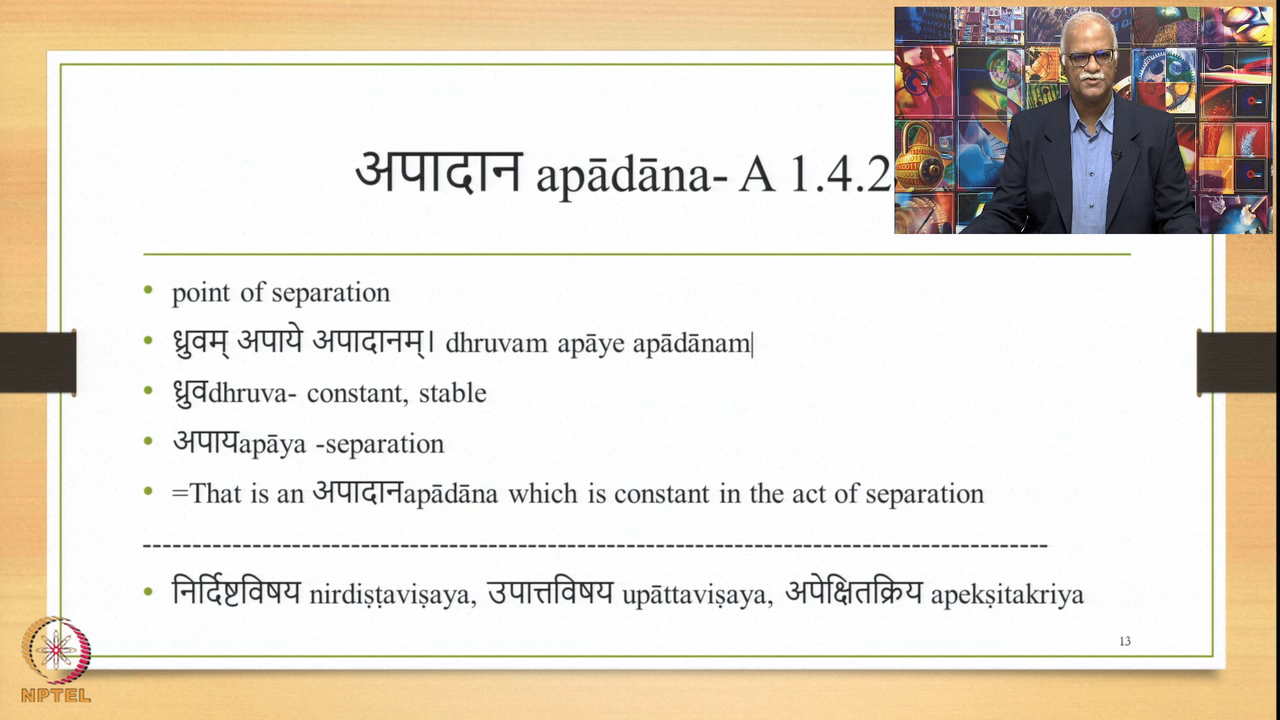 अपादान apādāna- A 1.4.2
• point of separation
• ध्रुवम् अपाये अपादानम्। dhruvam apāye apādānam|
• ध्रुवdhruva- constant, stable
• अपायapāya -separation
• =That is an अपादानapādāna which is constant in the act of separation
---------------------------------------------------------------------------------------
• निर्दिष्टविषय nirdiṣṭaviṣaya, उपात्तविषय upāttaviṣaya, अपेक्षितक्रिय apekṣitakriya
13
NPTEL